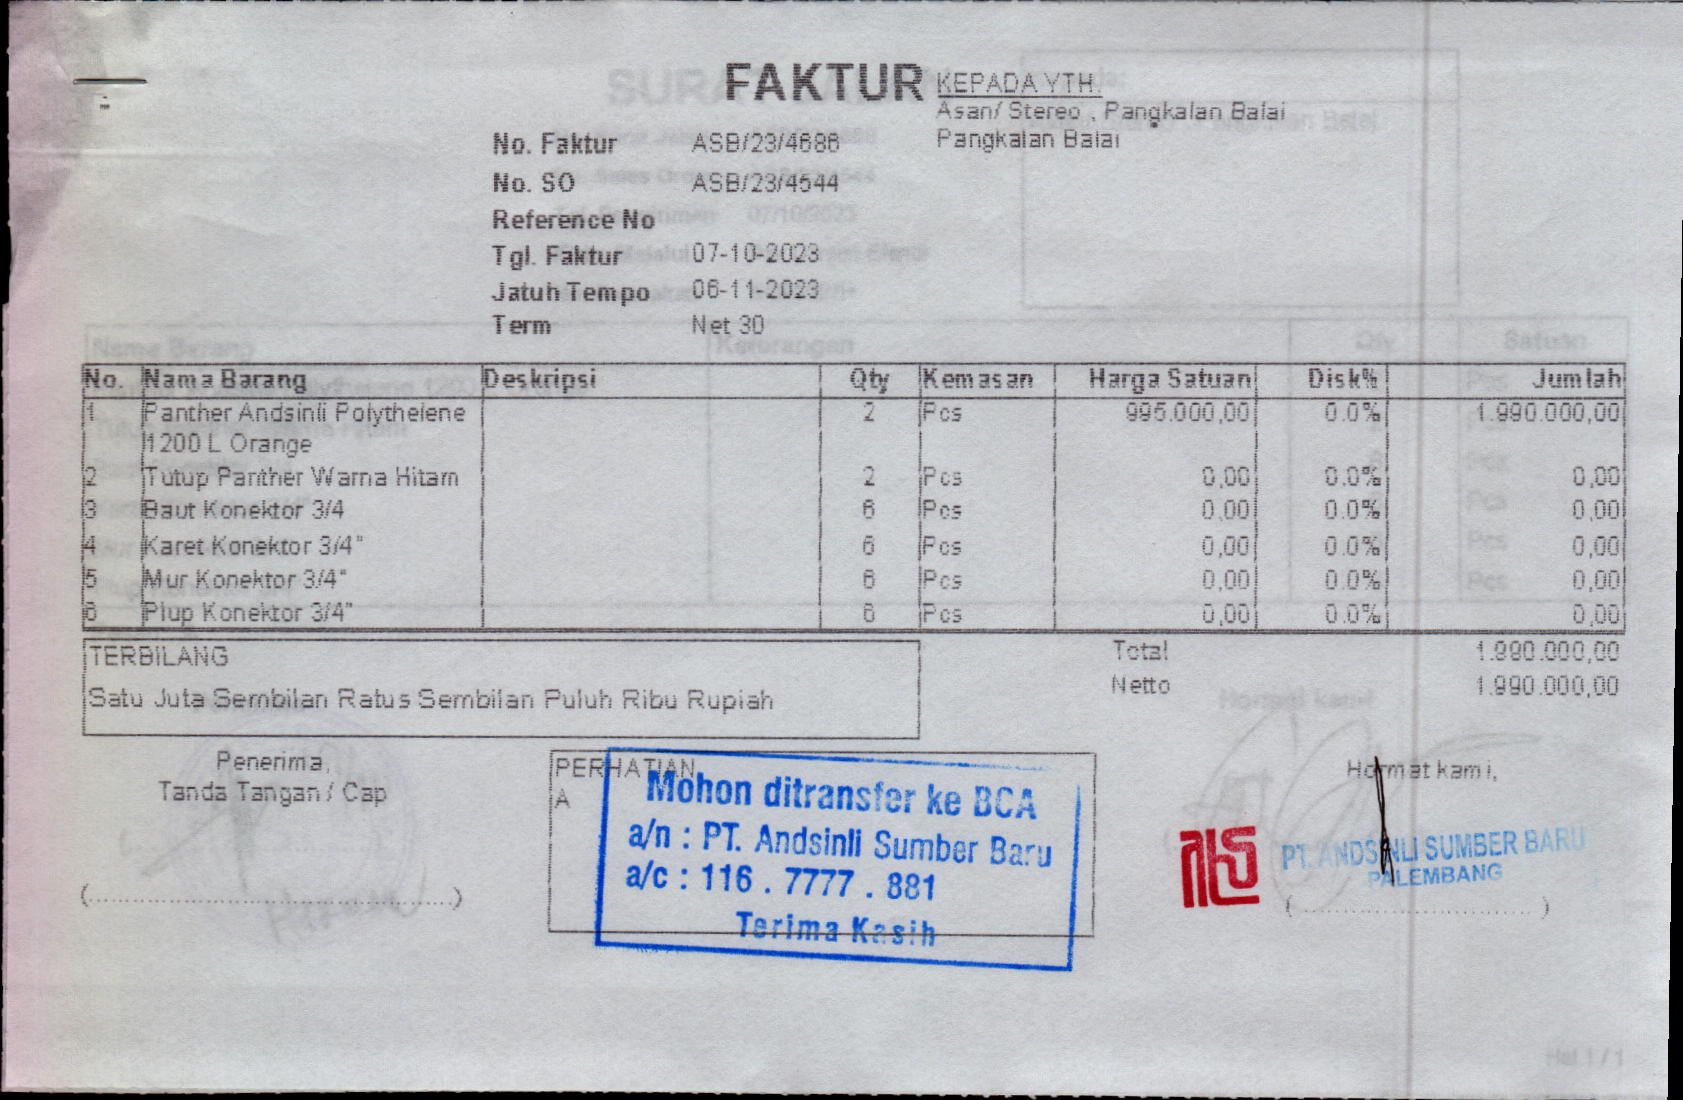 FAKTUR
KEPADA YTH.
Asan/ Stereo , Pangkalan Balai
Pangkalan Balai
No. Faktur ASB/23/4686
No. SO ASB/23/4544
Reference No
Tgl. Faktur 07-10-2023
Jatuh Tempo 06-11-2023
Term Net 30
No. Nama Barang Deskripsi Qty Kemasan Harga Satuan Disk% Jumlah
1 Panther Andsinli Polythelene 2 Pcs 995.000,00 0.0% 1.990.000,00
1200 L Orange
2 Tutup Panther Warna Hitam 2 Pcs 0,00 0.0% 0,00
3 Baut Konektor 3/4 6 Pcs 0,00 0.0% 0,00
4 Karet Konektor 3/4" 6 Pcs 0,00 0.0% 0,00
5 Mur Konektor 3/4" 6 Pcs 0,00 0.0% 0,00
6 Plup Konektor 3/4" 6 Pcs 0,00 0.0% 0,00
TERBILANG
Satu Juta Sembilan Ratus Sembilan Puluh Ribu Rupiah
Total 1.990.000,00
Netto 1.990.000,00
Penerima,
Tanda Tangan / Cap
(..............................)
PERHATIAN
A
Mohon ditransfer ke BCA
a/n : PT. Andsinli Sumber Baru
a/c : 116 . 7777 . 881
Terima Kasih
Hormat kami,
PT. ANDSINLI SUMBER BARU
PALEMBANG
(..............................)
Hal 1 / 1